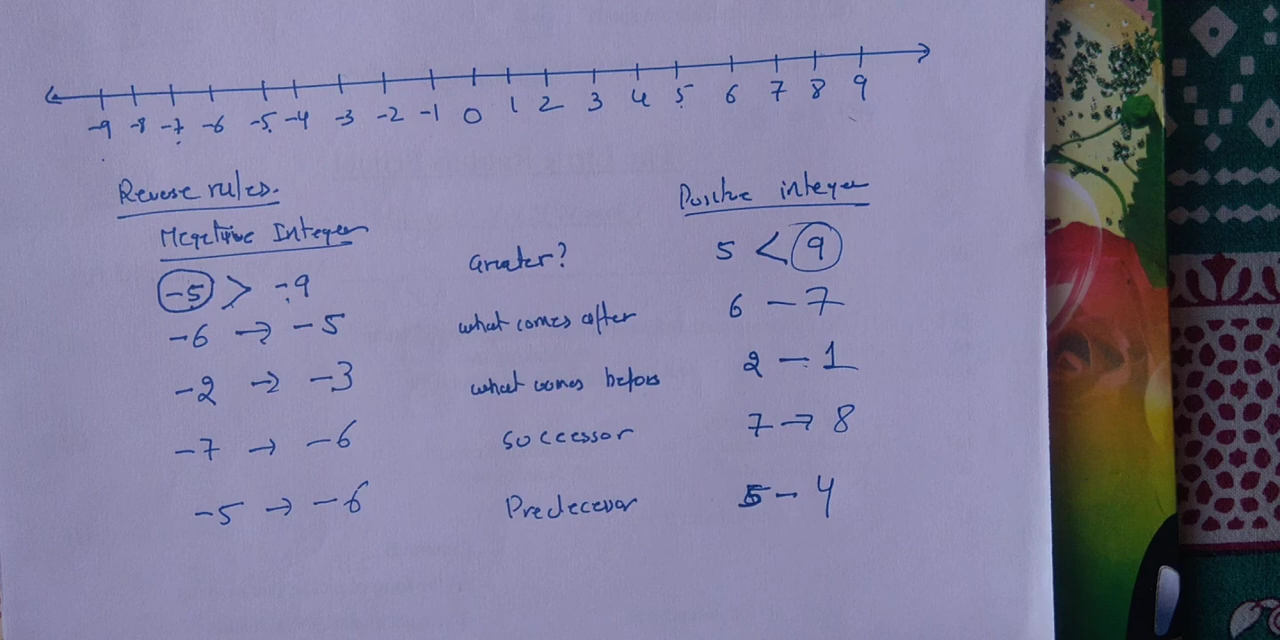 -9 -8 -7 -6 -5 -4 -3 -2 -1 0 1 2 3 4 5 6 7 8 9
Reverse rules.
Positive integer
Negative Integer
Greater? 5 < 9
-5 > -9
-6 → -5 what comes after 6 - 7
-2 → -3 what comes before 2 - 1
-7 → -6 Successor 7 → 8
-5 → -6 Predecessor 5 - 4